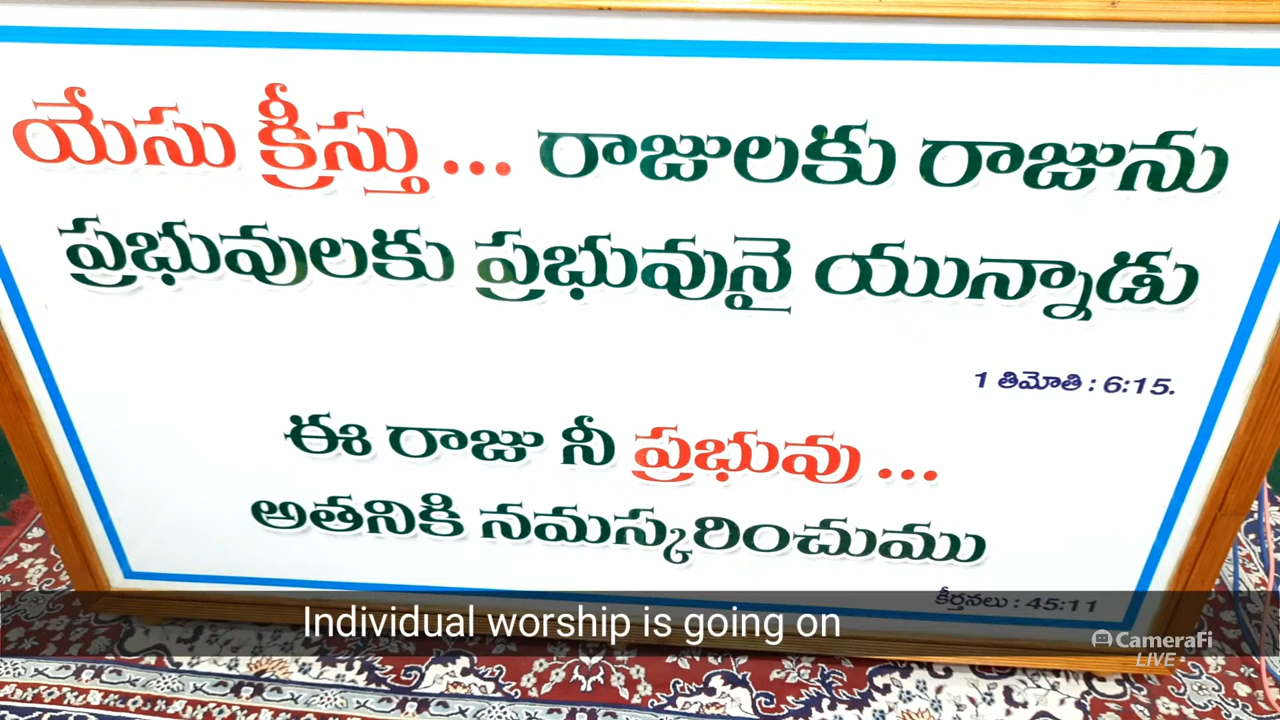 యేసు క్రీస్తు ... రాజులకు రాజును
ప్రభువులకు ప్రభువునై యున్నాడు
1 తిమోతి : 6:15.
ఈ రాజు నీ ప్రభువు ...
అతనికి నమస్కరించుము
కీర్తనలు : 45:11
Individual worship is going on
CameraFi
LIVE